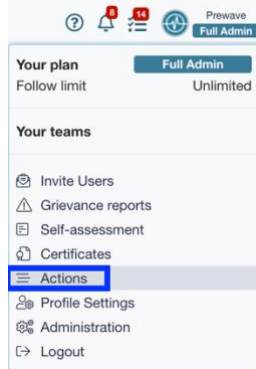 8 14 Prewave
Full Admin
Your plan Full Admin
Follow limit Unlimited
Your teams
Invite Users
Grievance reports
Self-assessment
Certificates
Actions
Profile Settings
Administration
Logout